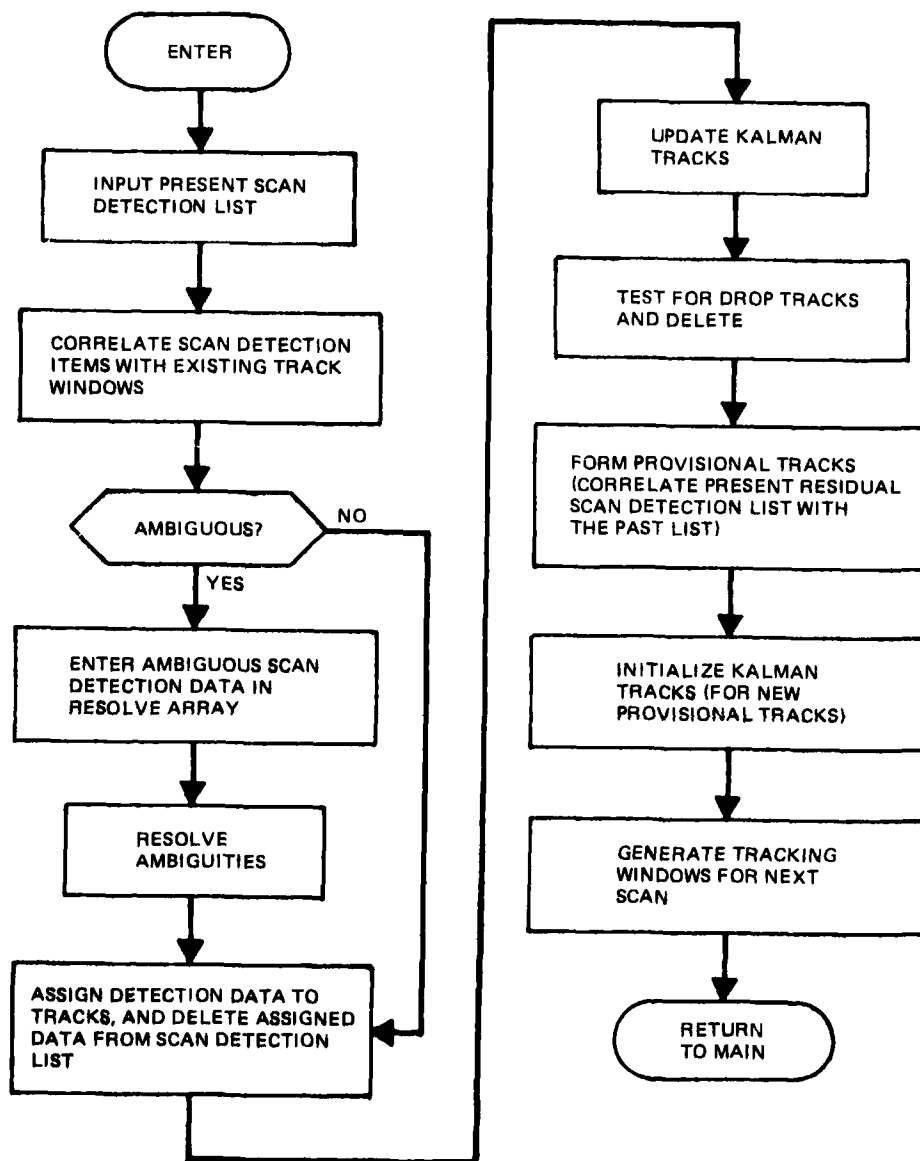 ENTER
INPUT PRESENT SCAN
DETECTION LIST
CORRELATE SCAN DETECTION
ITEMS WITH EXISTING TRACK
WINDOWS
AMBIGUOUS?
NO
YES
ENTER AMBIGUOUS SCAN
DETECTION DATA IN
RESOLVE ARRAY
RESOLVE
AMBIGUITIES
ASSIGN DETECTION DATA TO
TRACKS, AND DELETE ASSIGNED
DATA FROM SCAN DETECTION
LIST
UPDATE KALMAN
TRACKS
TEST FOR DROP TRACKS
AND DELETE
FORM PROVISIONAL TRACKS
(CORRELATE PRESENT RESIDUAL
SCAN DETECTION LIST WITH
THE PAST LIST)
INITIALIZE KALMAN
TRACKS (FOR NEW
PROVISIONAL TRACKS)
GENERATE TRACKING
WINDOWS FOR NEXT
SCAN
RETURN
TO MAIN